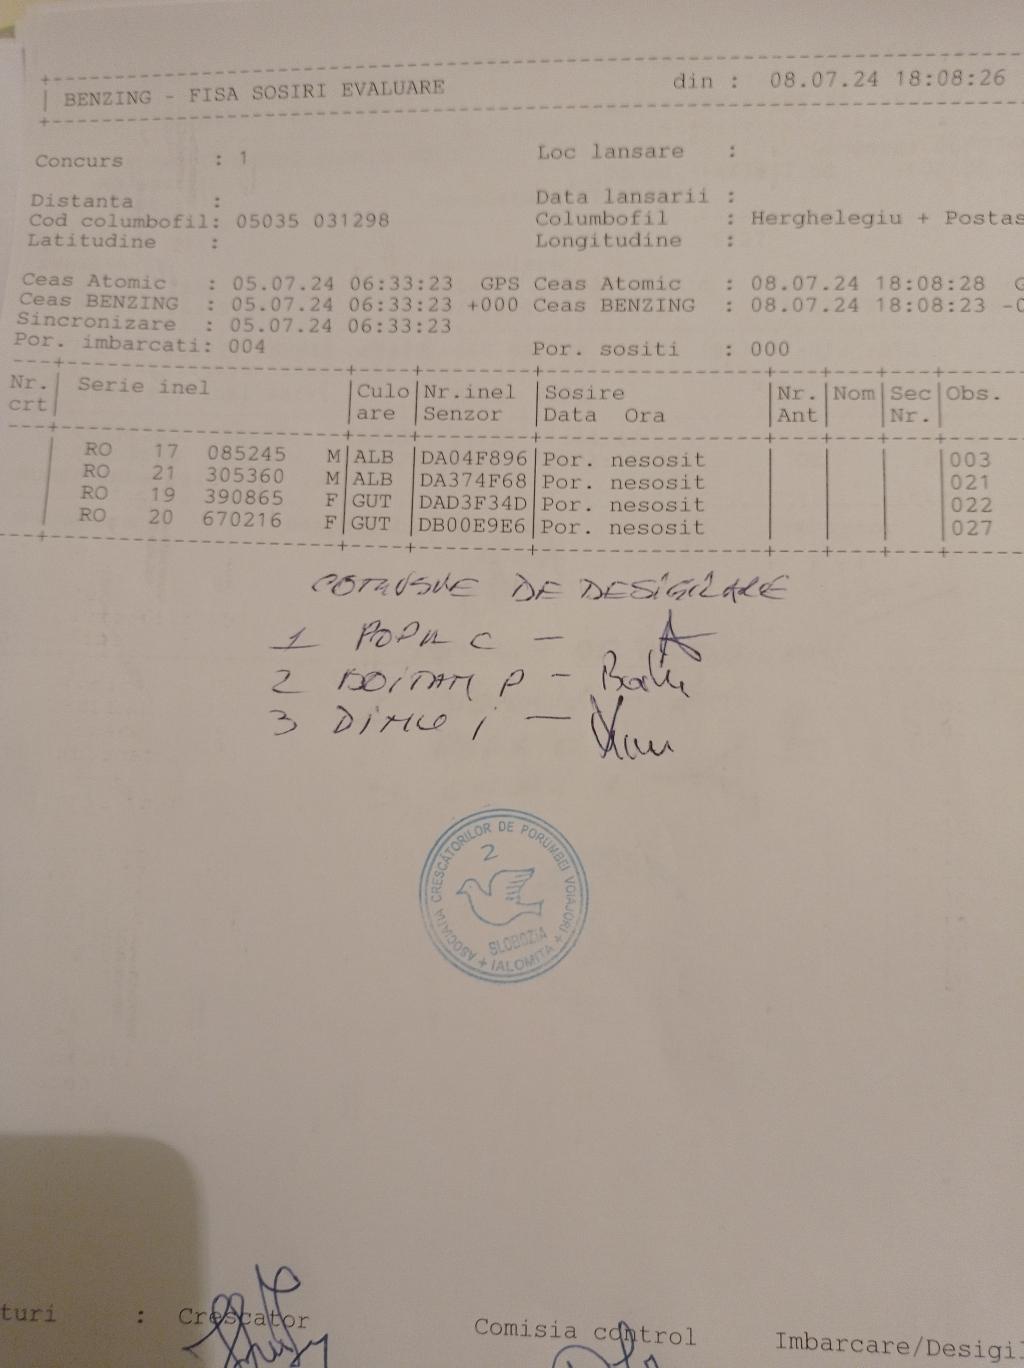 BENZING - FISA SOSIRI EVALUARE din : 08.07.24 18:08:26
Concurs : 1 Loc lansare :
Distanta : Data lansarii :
Cod columbofil: 05035 031298 Columbofil : Herghelegiu + Postas
Latitudine : Longitudine :
Ceas Atomic : 05.07.24 06:33:23 GPS Ceas Atomic : 08.07.24 18:08:28 G
Ceas BENZING : 05.07.24 06:33:23 +000 Ceas BENZING : 08.07.24 18:08:23 -0
Sincronizare : 05.07.24 06:33:23
Por. imbarcati: 004 Por. sositi : 000
Nr. Serie inel Culo Nr.inel Sosire Nr. Nom Sec Obs.
crt are Senzor Data Ora Ant Nr.
RO 17 085245 M ALB DA04F896 Por. nesosit 003
RO 21 305360 M ALB DA374F68 Por. nesosit 021
RO 19 390865 F GUT DAD3F34D Por. nesosit 022
RO 20 670216 F GUT DB00E9E6 Por. nesosit 027
DE DESIGILARE
1 POPA C -
2 P -
3 I -
ASOCIATIA CRESCĂTORILOR DE PORUMBEI VOIAJORI
2
SLOBOZIA
+ IALOMITA +
turi : Crescator Comisia control Imbarcare/Desigil